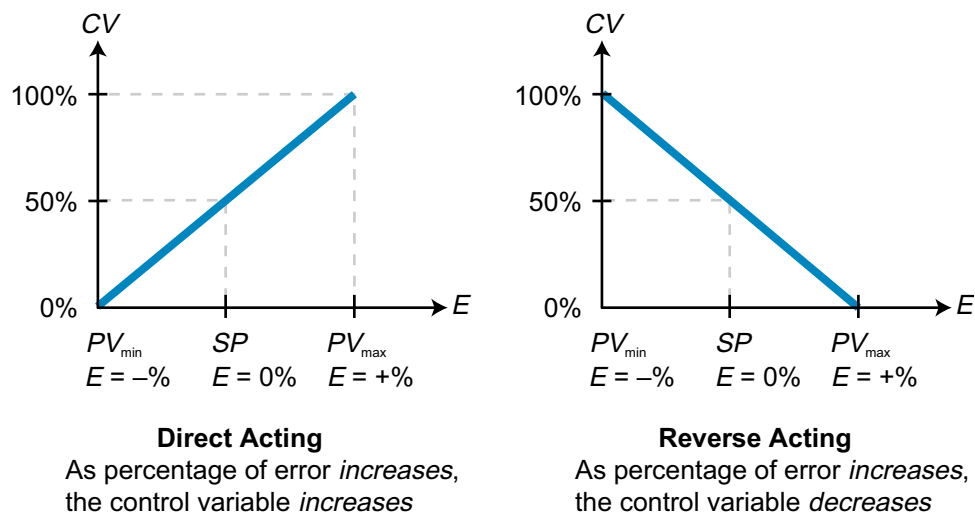 CV
100%
50%
0%
E
PVmin SP PVmax
E = –% E = 0% E = +%
Direct Acting
As percentage of error increases,
the control variable increases
CV
100%
50%
0%
E
PVmin SP PVmax
E = –% E = 0% E = +%
Reverse Acting
As percentage of error increases,
the control variable decreases